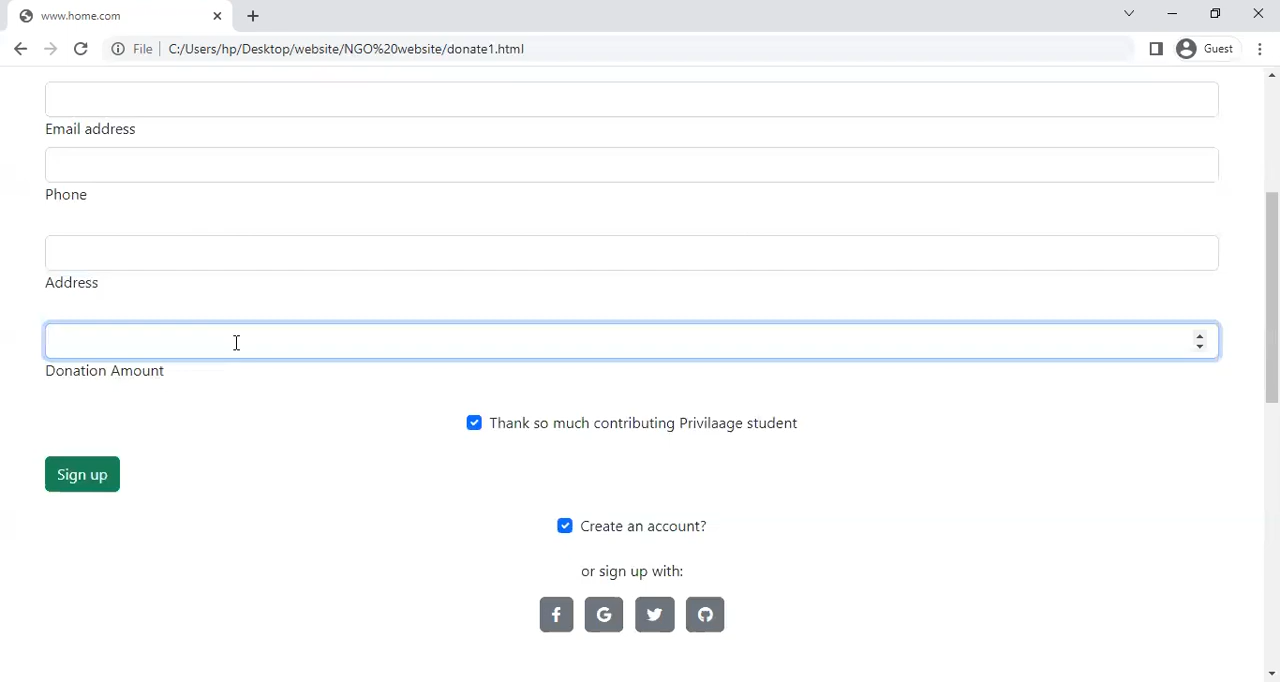 www.home.com
File
C:/Users/hp/Desktop/website/NGO%20website/donate1.html
Guest
Email address
Phone
Address
Donation Amount
Thank so much contributing Privilaage student
Sign up
Create an account?
or sign up with: